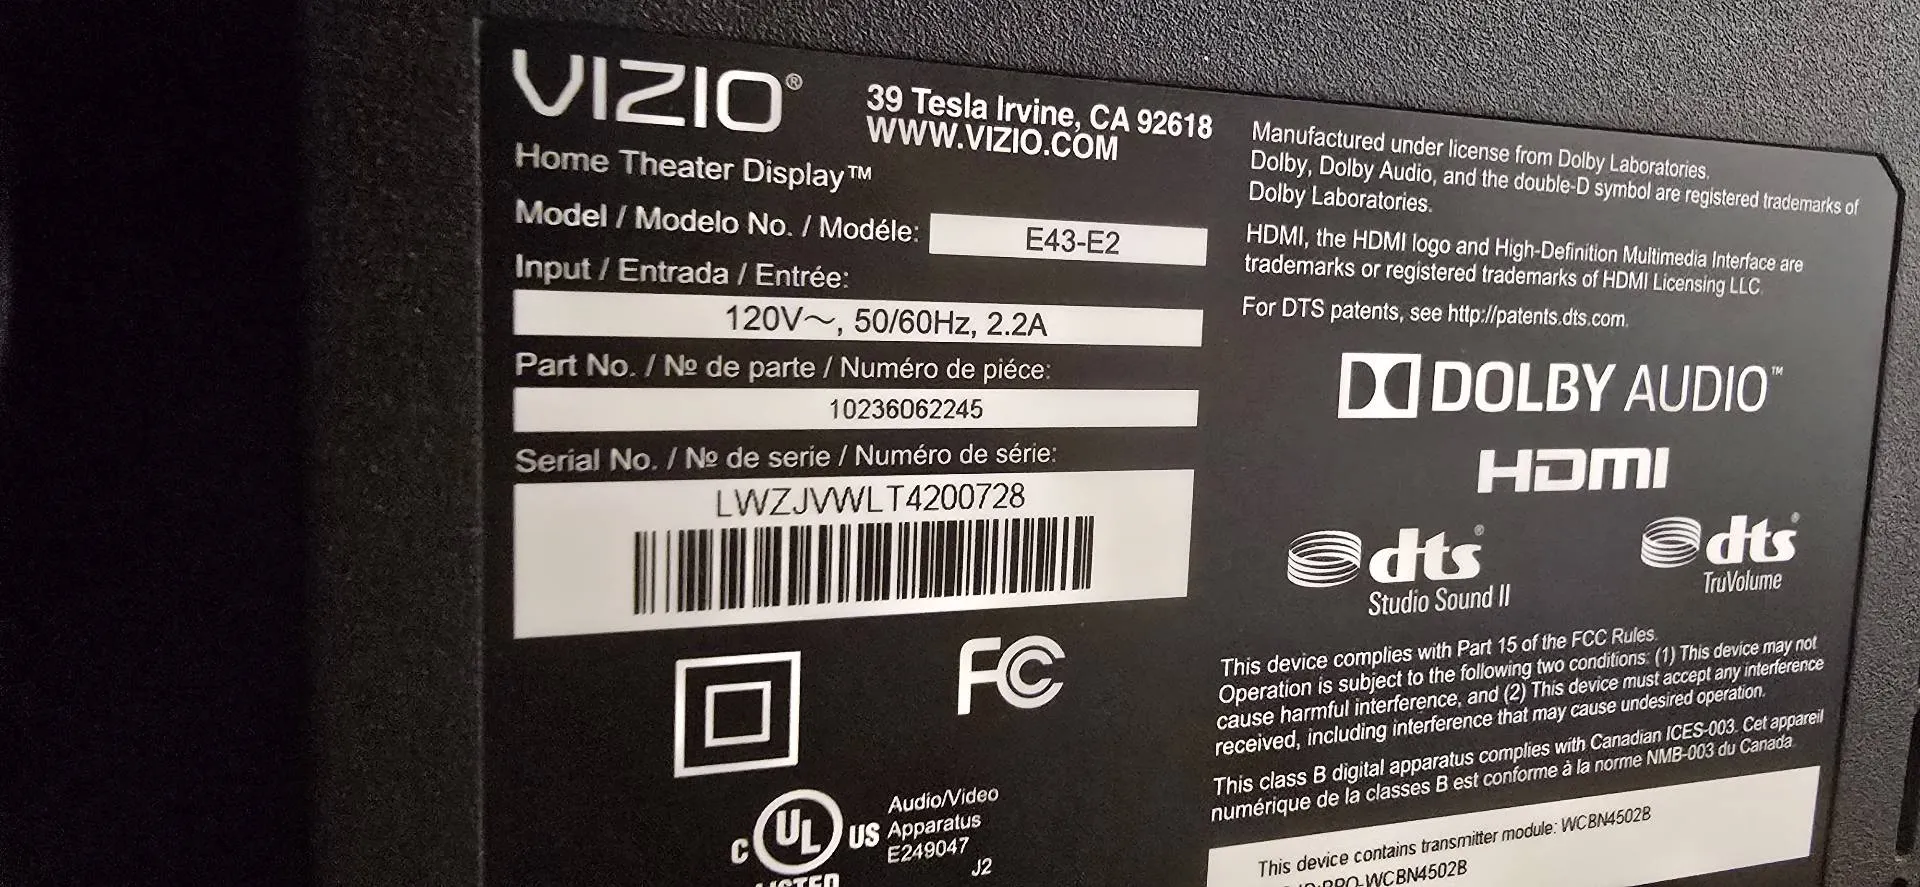 VIZIO®
39 Tesla Irvine, CA 92618
WWW.VIZIO.COM
Home Theater Display™
Model / Modelo No. / Modéle: E43-E2
Input / Entrada / Entrée:
120V～, 50/60Hz, 2.2A
Part No. / № de parte / Numéro de piéce:
10236062245
Serial No. / № de serie / Numéro de série:
LWZJVWLT4200728
FC
C UL US
LISTED
Audio/Video
Apparatus
E249047
J2
Manufactured under license from Dolby Laboratories.
Dolby, Dolby Audio, and the double-D symbol are registered trademarks of
Dolby Laboratories.
HDMI, the HDMI logo and High-Definition Multimedia Interface are
trademarks or registered trademarks of HDMI Licensing LLC.
For DTS patents, see http://patents.dts.com.
DOLBY AUDIO™
HDMI
dts®
Studio Sound II
dts®
TruVolume
This device complies with Part 15 of the FCC Rules.
Operation is subject to the following two conditions: (1) This device may not
cause harmful interference, and (2) This device must accept any interference
received, including interference that may cause undesired operation.
This class B digital apparatus complies with Canadian ICES-003. Cet appareil
numérique de la classes B est conforme à la norme NMB-003 du Canada.
This device contains transmitter module: WCBN4502B
WCBN4502B